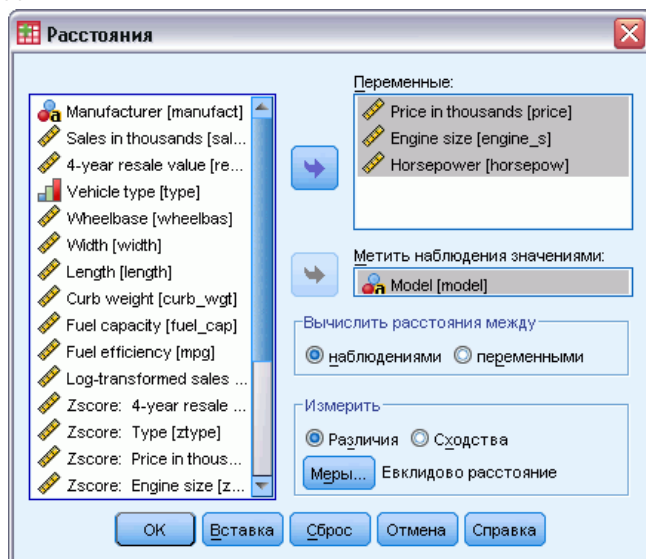 Расстояния
Manufacturer [manufact]
Sales in thousands [sal...
4-year resale value [re...
Vehicle type [type]
Wheelbase [wheelbas]
Width [width]
Length [length]
Curb weight [curb_wgt]
Fuel capacity [fuel_cap]
Fuel efficiency [mpg]
Log-transformed sales ...
Zscore: 4-year resale ...
Zscore: Type [ztype]
Zscore: Price in thous...
Zscore: Engine size [z...
Переменные:
Price in thousands [price]
Engine size [engine_s]
Horsepower [horsepow]
Метить наблюдения значениями:
Model [model]
Вычислить расстояния между
наблюдениями переменными
Измерить
Различия Сходства
Меры... Евклидово расстояние
OK Вставка Сброс Отмена Справка